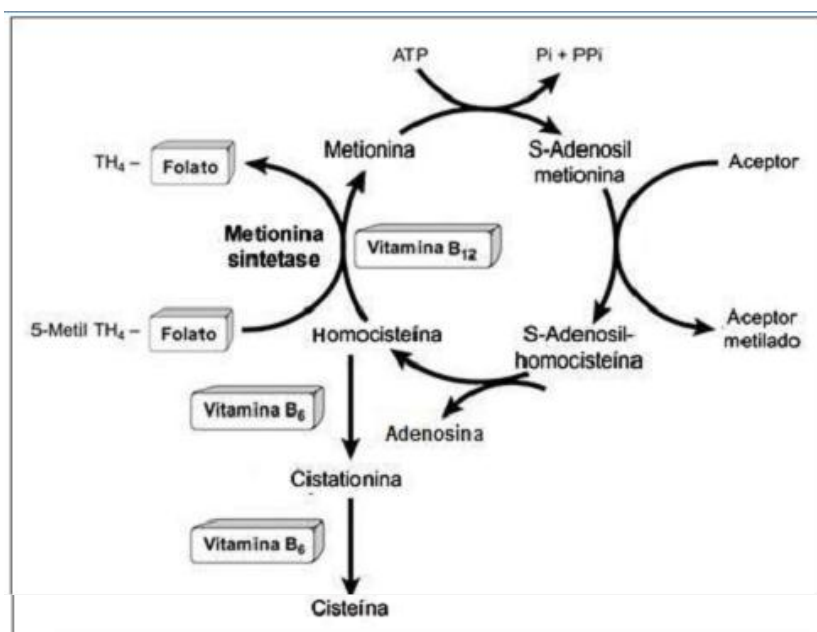 ATP
Pi + PPi
Metionina
S-Adenosil
metionina
Aceptor
TH₄ – Folato
Metionina
sintetase
Vitamina B₁₂
5-Metil TH₄ – Folato
Homocisteína
S-Adenosil-
homocisteína
Aceptor
metilado
Vitamina B₆
Adenosina
Cistationina
Vitamina B₆
Cisteína